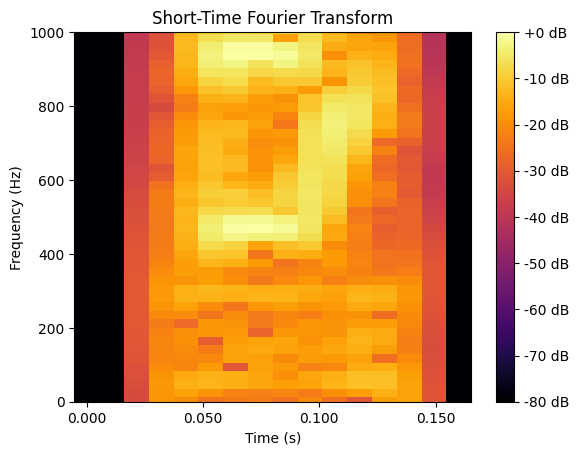 Short-Time Fourier Transform
1000
800
600
400
200
0
Frequency (Hz)
0.000
0.050
0.100
0.150
Time (s)
+0 dB
-10 dB
-20 dB
-30 dB
-40 dB
-50 dB
-60 dB
-70 dB
-80 dB